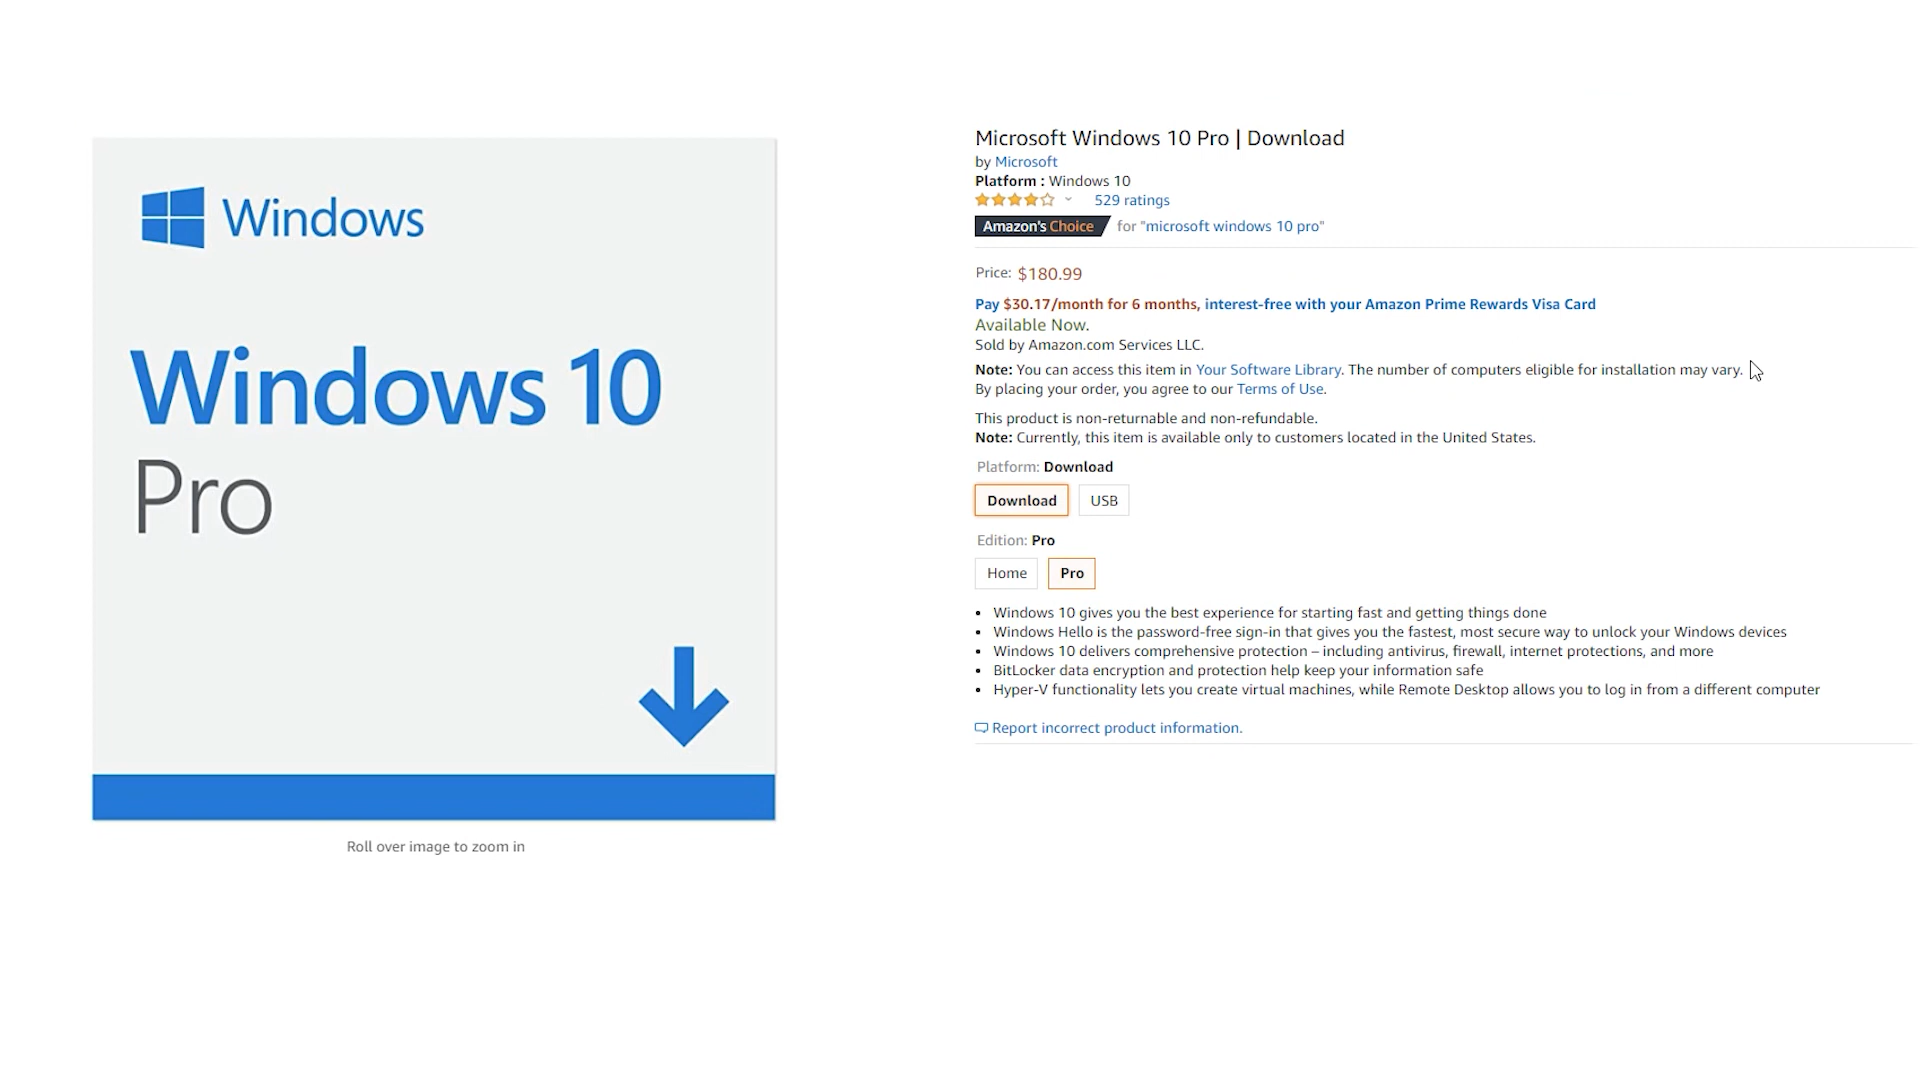 Windows
Windows 10
Pro
Roll over image to zoom in
Microsoft Windows 10 Pro | Download
by Microsoft
Platform : Windows 10
529 ratings
Amazon's Choice for "microsoft windows 10 pro"
Price: $180.99
Pay $30.17/month for 6 months, interest-free with your Amazon Prime Rewards Visa Card
Available Now.
Sold by Amazon.com Services LLC.
Note: You can access this item in Your Software Library. The number of computers eligible for installation may vary.
By placing your order, you agree to our Terms of Use.
This product is non-returnable and non-refundable.
Note: Currently, this item is available only to customers located in the United States.
Platform: Download
Download USB
Edition: Pro
Home Pro
• Windows 10 gives you the best experience for starting fast and getting things done
• Windows Hello is the password-free sign-in that gives you the fastest, most secure way to unlock your Windows devices
• Windows 10 delivers comprehensive protection – including antivirus, firewall, internet protections, and more
• BitLocker data encryption and protection help keep your information safe
• Hyper-V functionality lets you create virtual machines, while Remote Desktop allows you to log in from a different computer
Report incorrect product information.